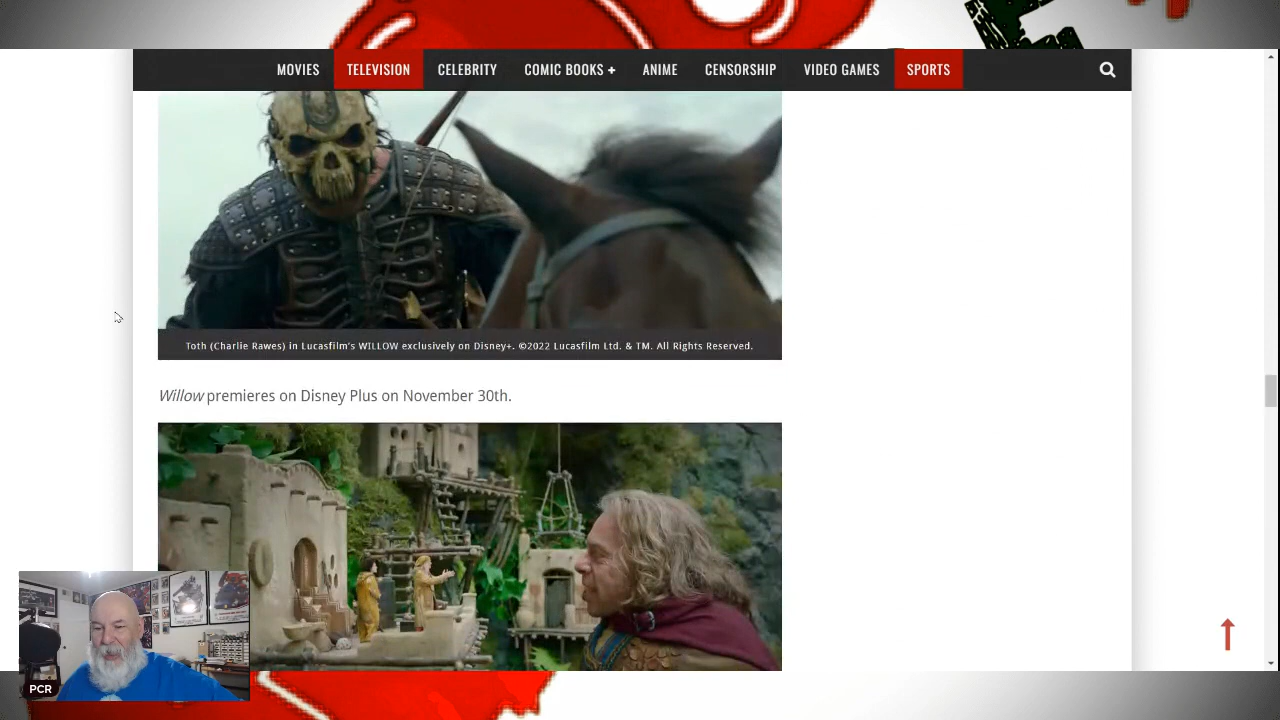 MOVIES TELEVISION CELEBRITY COMIC BOOKS + ANIME CENSORSHIP VIDEO GAMES SPORTS
Toth (Charlie Rawes) in Lucasfilm's WILLOW exclusively on Disney+. ©2022 Lucasfilm Ltd. & TM. All Rights Reserved.
Willow premieres on Disney Plus on November 30th.
PCR